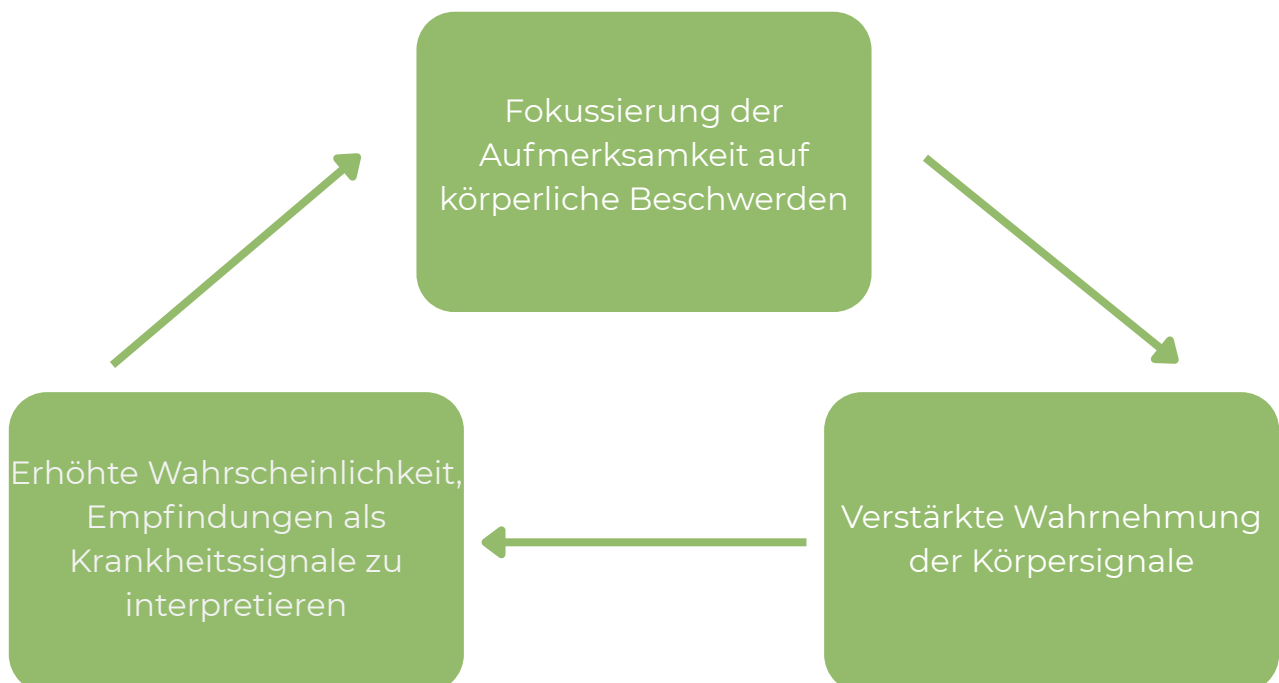 Fokussierung der
Aufmerksamkeit auf
körperliche Beschwerden
Erhöhte Wahrscheinlichkeit,
Empfindungen als
Krankheitssignale zu
interpretieren
Verstärkte Wahrnehmung
der Körpersignale